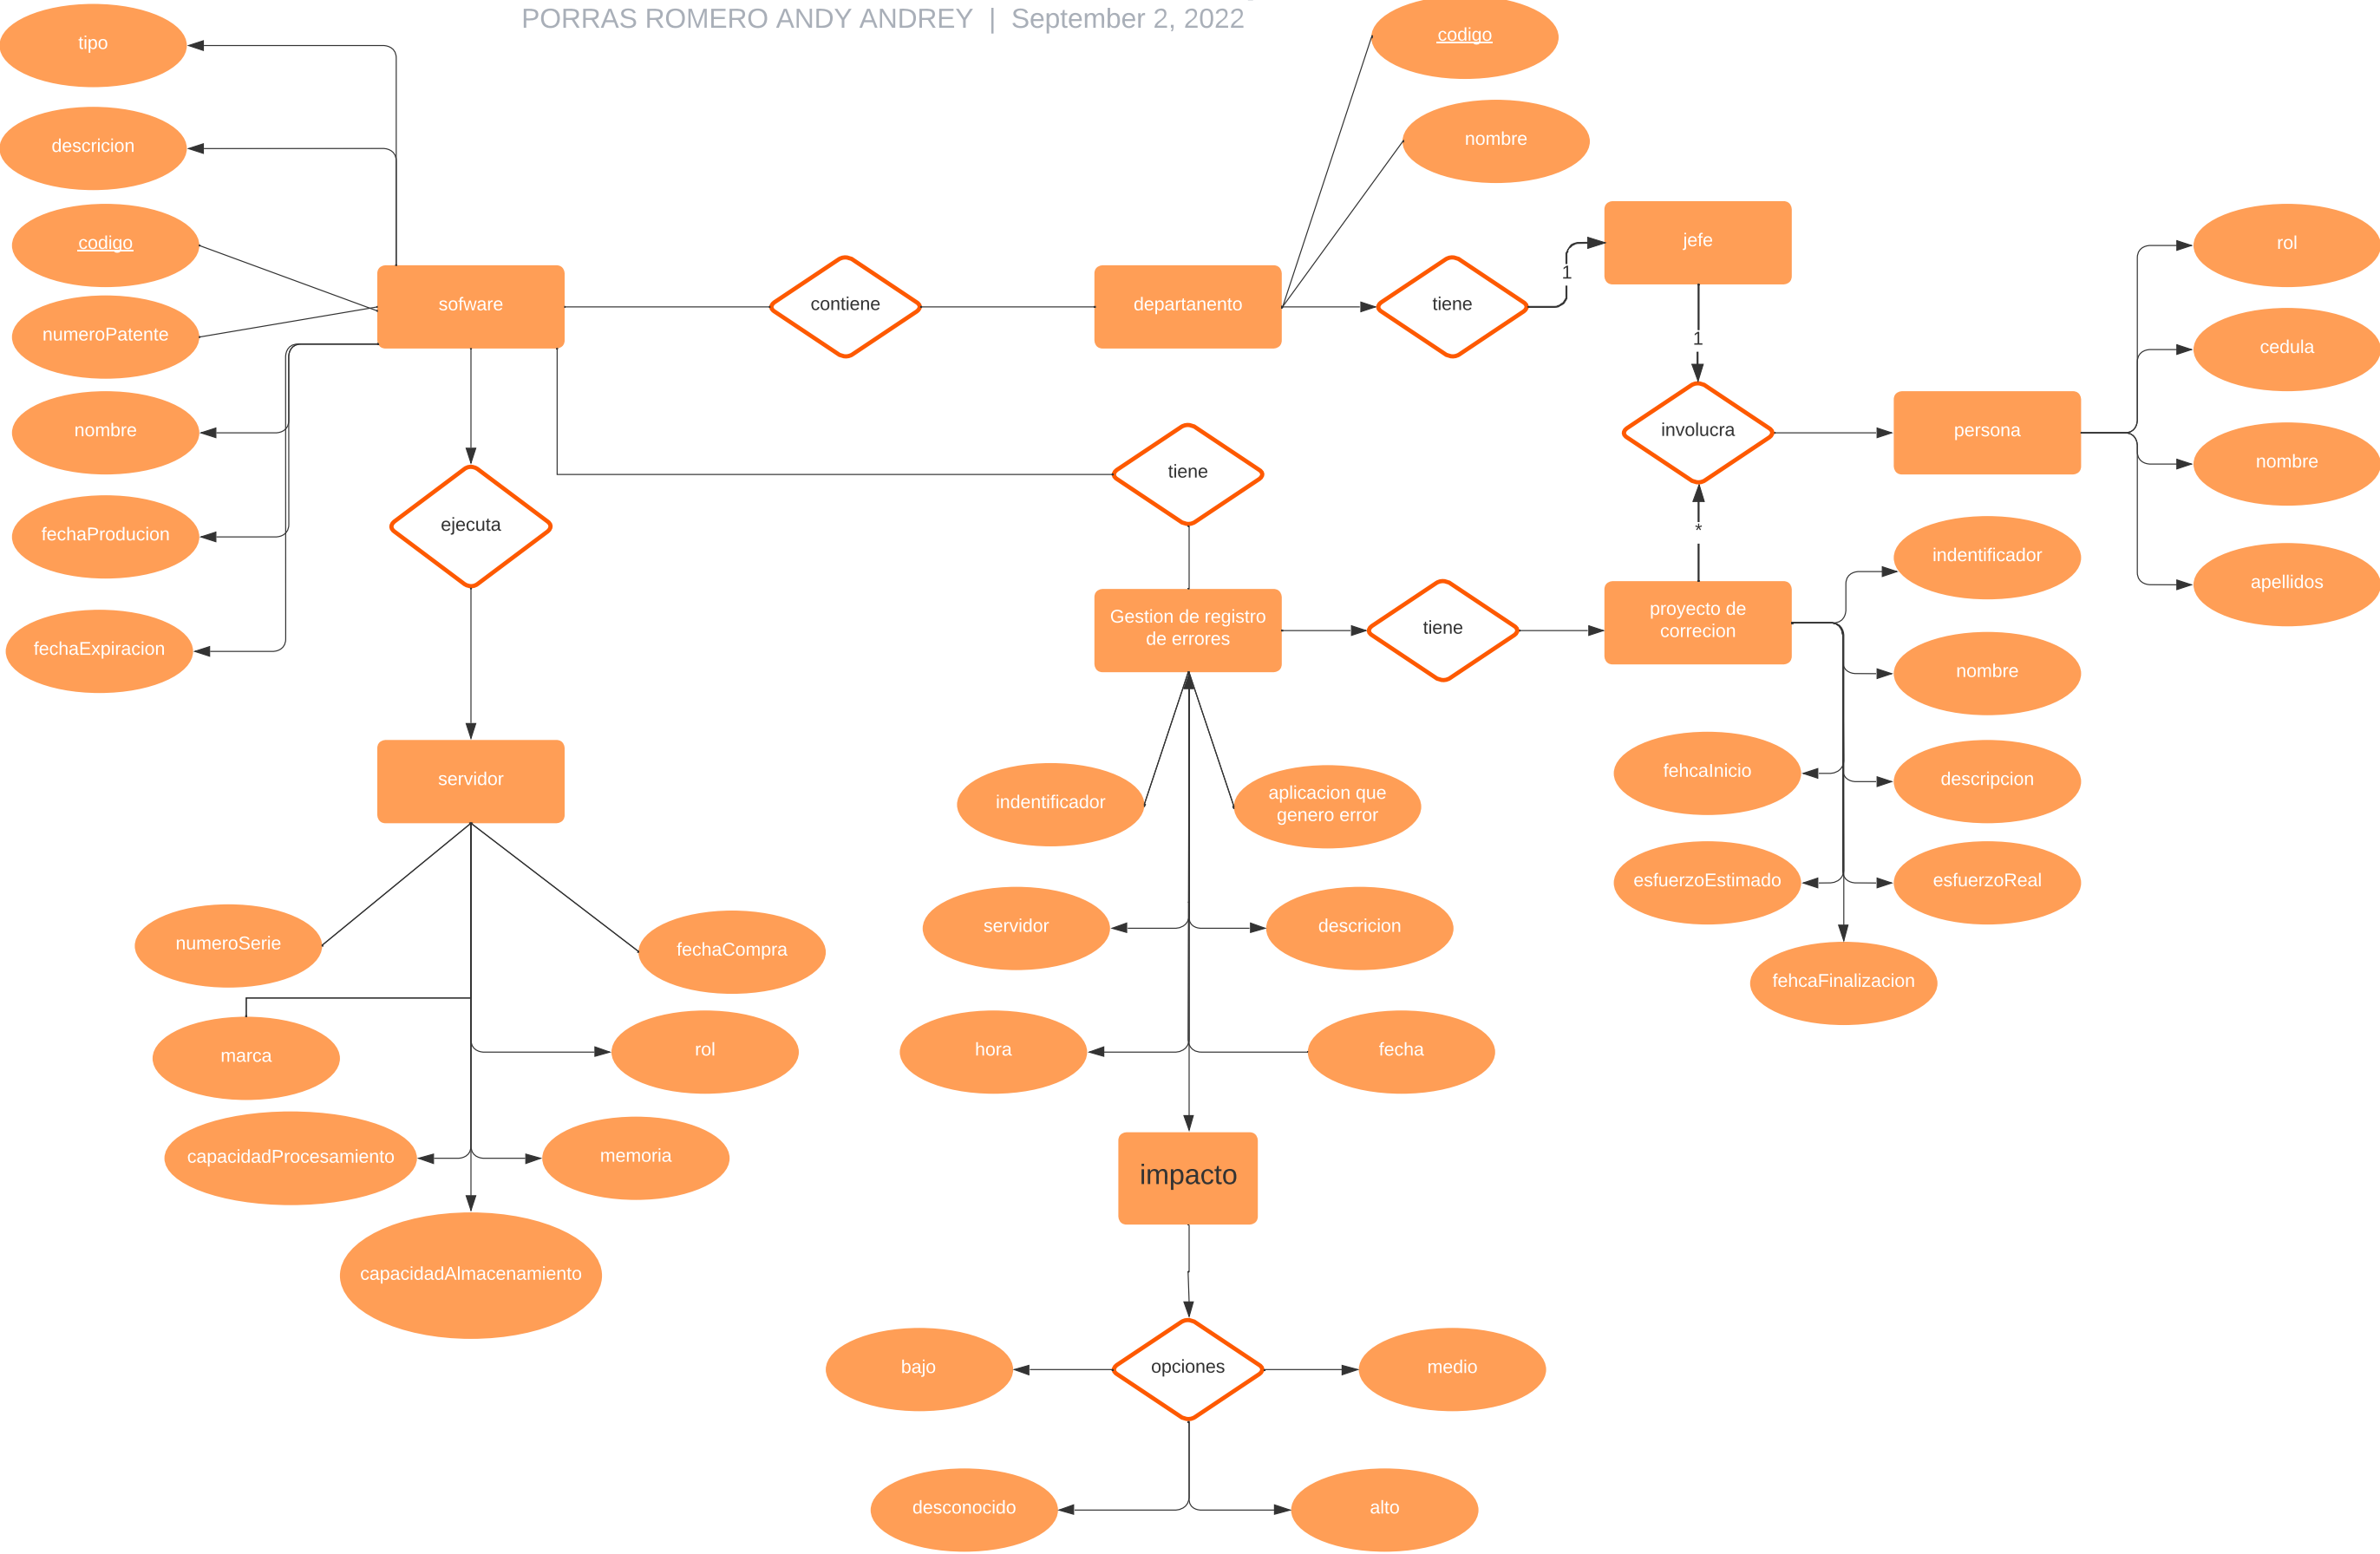 PORRAS ROMERO ANDY ANDREY | September 2, 2022
tipo
codigo
descricion
nombre
codigo
jefe
rol
sofware
contiene
departanento
tiene
1
numeroPatente
1
cedula
nombre
involucra
persona
tiene
nombre
fechaProducion
ejecuta
*
indentificador
apellidos
Gestion de registro
de errores
tiene
proyecto de
correcion
fechaExpiracion
nombre
servidor
fehcaInicio
descripcion
indentificador
aplicacion que
genero error
esfuerzoEstimado
esfuerzoReal
numeroSerie
fechaCompra
servidor
descricion
fehcaFinalizacion
marca
rol
hora
fecha
capacidadProcesamiento
memoria
impacto
capacidadAlmacenamiento
bajo
opciones
medio
desconocido
alto